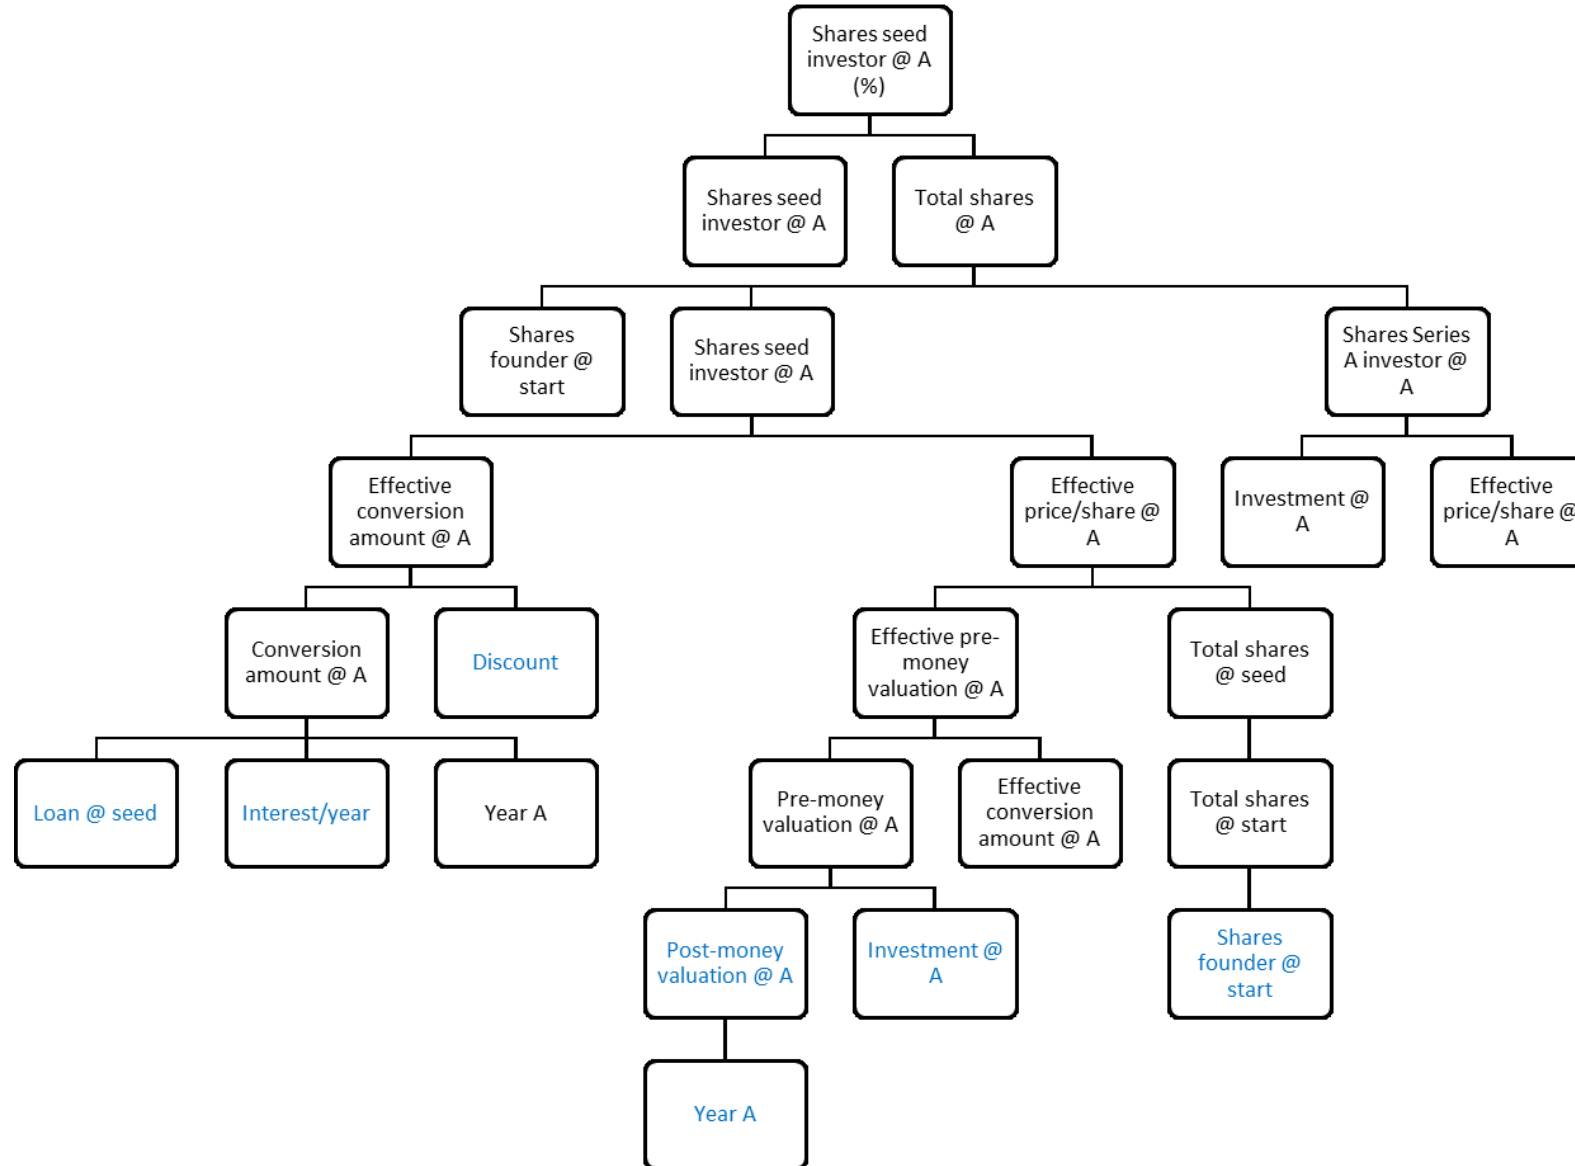 Shares seed
investor @ A
(%)
Shares seed
investor @ A
Total shares
@ A
Shares
founder @
start
Shares seed
investor @ A
Shares Series
A investor @
A
Effective
conversion
amount @ A
Effective
price/share @
A
Investment @
A
Effective
price/share @
A
Conversion
amount @ A
Discount
Effective pre-
money
valuation @ A
Total shares
@ seed
Loan @ seed
Interest/year
Year A
Pre-money
valuation @ A
Effective
conversion
amount @ A
Total shares
@ start
Post-money
valuation @ A
Investment @
A
Shares
founder @
start
Year A